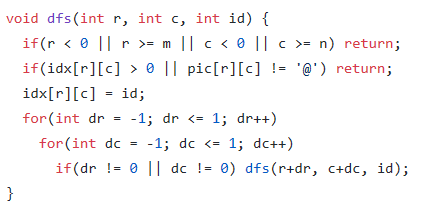 void dfs(int r, int c, int id) {
  if(r < 0 || r >= m || c < 0 || c >= n) return;
  if(idx[r][c] > 0 || pic[r][c] != '@') return;
  idx[r][c] = id;
  for(int dr = -1; dr <= 1; dr++)
    for(int dc = -1; dc <= 1; dc++)
      if(dr != 0 || dc != 0) dfs(r+dr, c+dc, id);
}